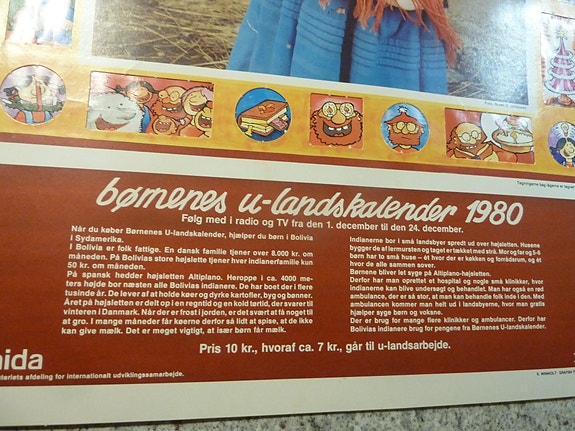 børnenes u-landskalender 1980
Følg med i radio og TV fra den 1. december til den 24. december.
Når du køber Børnenes U-landskalender, hjælper du børn i Bolivia
i Sydamerika.
I Bolivia er folk fattige. En dansk familie tjener over 8.000 kr. om
måneden. På Bolivias store højslette tjener hver indianerfamilie kun
50 kr. om måneden.
På spansk hedder højsletten Altiplano. Heroppe i ca. 4000 me-
ters højde bor næsten alle Bolivias indianere. De har boet der i flere
tusinde år. De lever af at holde køer og dyrke kartofler, byg og bønner.
Året på højsletten er delt op i en regntid og en kold tørtid, der svarer til
vinteren i Danmark. Når der er frost i jorden, er det svært at få noget til
at gro. I mange måneder får køerne derfor så lidt at spise, at de ikke
kan give mælk. Det er meget vigtigt, at især børn får mælk.
Indianerne bor i små landsbyer spredt ud over højsletten. Husene
bygger de af lermursten og taget er tækket med strå. Mor og far og 5-6
børn har to små huse – et hvor der er køkken og forrådsrum, og ét
hvor de alle sammen sover.
Børnene bliver let syge på Altiplano-højsletten.
Derfor har man oprettet et hospital og nogle små klinikker, hvor
indianerne kan blive undersøgt og behandlet. Man har også en rød
ambulance, der er så stor, at man kan behandle folk inde i den. Med
ambulancen kommer man helt ud i landsbyerne, hvor man gratis
hjælper syge børn og voksne.
Der er brug for mange flere klinikker og ambulancer. Derfor har
Bolivias indianere brug for pengene fra Børnenes U-landskalender.
Pris 10 kr., hvoraf ca. 7 kr., går til u-landsarbejde.
nida
teriets afdeling for internationalt udviklingssamarbejde.